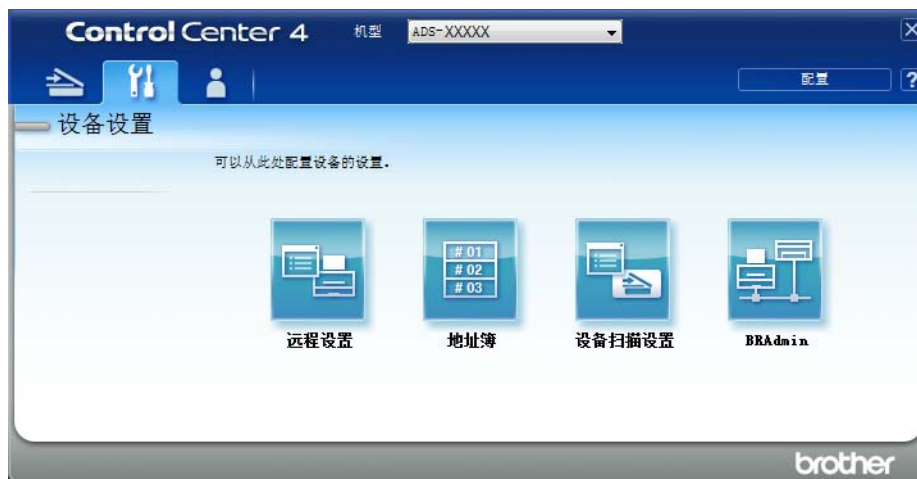 Control Center 4 机型 ADS-XXXXX
配置 ?
设备设置
可以从此处配置设备的设置.
# 01
# 02
# 03
远程设置 地址簿 设备扫描设置 BRAdmin
brother